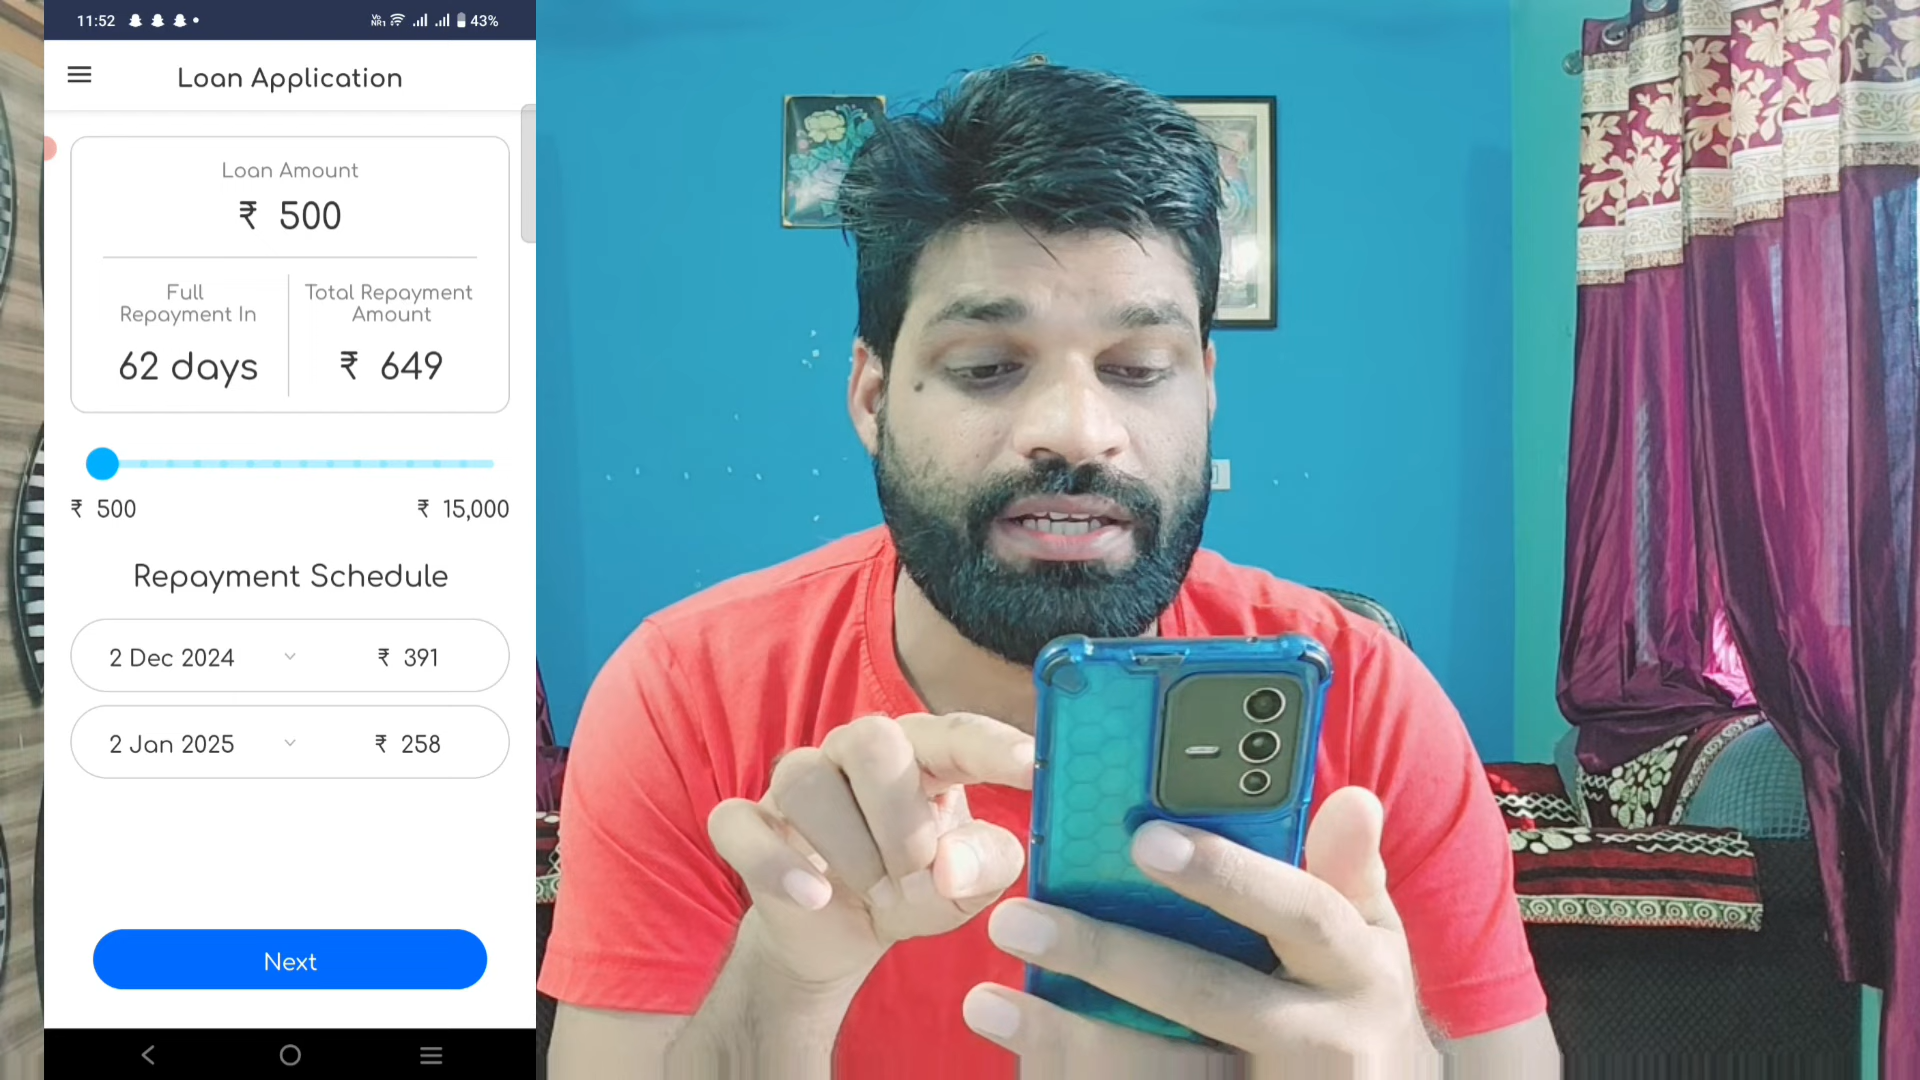 11:52
43%
Loan Application
Loan Amount
₹ 500
Full
Repayment In
62 days
Total Repayment
Amount
₹ 649
₹ 500
₹ 15,000
Repayment Schedule
2 Dec 2024 ₹ 391
2 Jan 2025 ₹ 258
Next